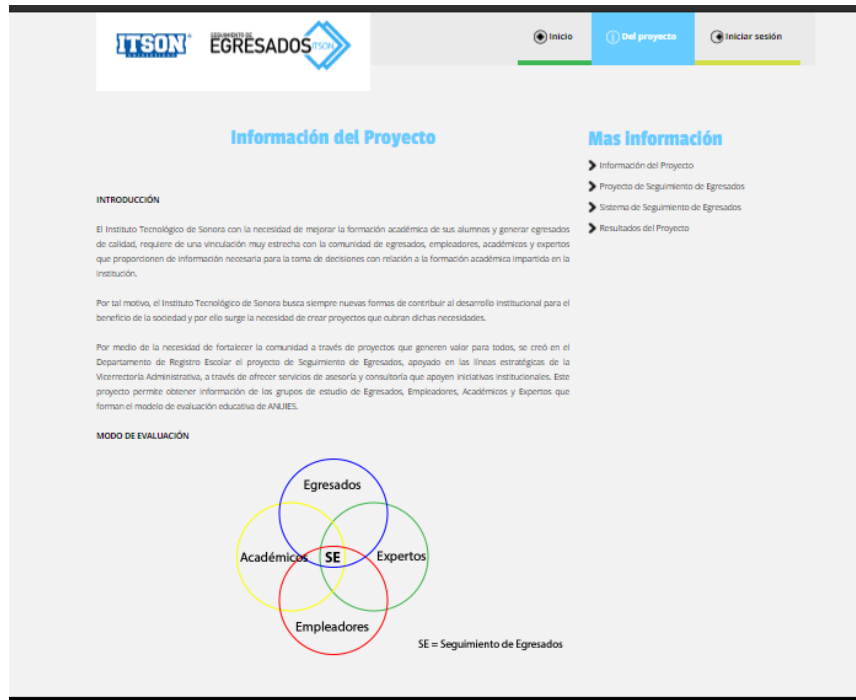 ITSON
UNIVERSIDAD
SEGUIMIENTO DE
EGRESADOS ITSON
Inicio
Del proyecto
Iniciar sesión
Información del Proyecto
INTRODUCCIÓN
El Instituto Tecnológico de Sonora con la necesidad de mejorar la formación académica de sus alumnos y generar egresados
de calidad, requiere de una vinculación muy estrecha con la comunidad de egresados, empleadores, académicos y expertos
que proporcionen de información necesaria para la toma de decisiones con relación a la formación académica impartida en la
institución.
Por tal motivo, el Instituto Tecnológico de Sonora busca siempre nuevas formas de contribuir al desarrollo institucional para el
beneficio de la sociedad y por ello surge la necesidad de crear proyectos que cubran dichas necesidades.
Por medio de la necesidad de fortalecer la comunidad a través de proyectos que generen valor para todos, se creó en el
Departamento de Registro Escolar el proyecto de Seguimiento de Egresados, apoyado en las líneas estratégicas de la
Vicerrectoría Administrativa, a través de ofrecer servicios de asesoría y consultoría que apoyen iniciativas institucionales. Este
proyecto permite obtener información de los grupos de estudio de Egresados, Empleadores, Académicos y Expertos que
forman el modelo de evaluación educativa de ANUIES.
MODO DE EVALUACIÓN
Egresados
Académicos
SE
Expertos
Empleadores
SE = Seguimiento de Egresados
Mas información
Información del Proyecto
Proyecto de Seguimiento de Egresados
Sistema de Seguimiento de Egresados
Resultados del Proyecto